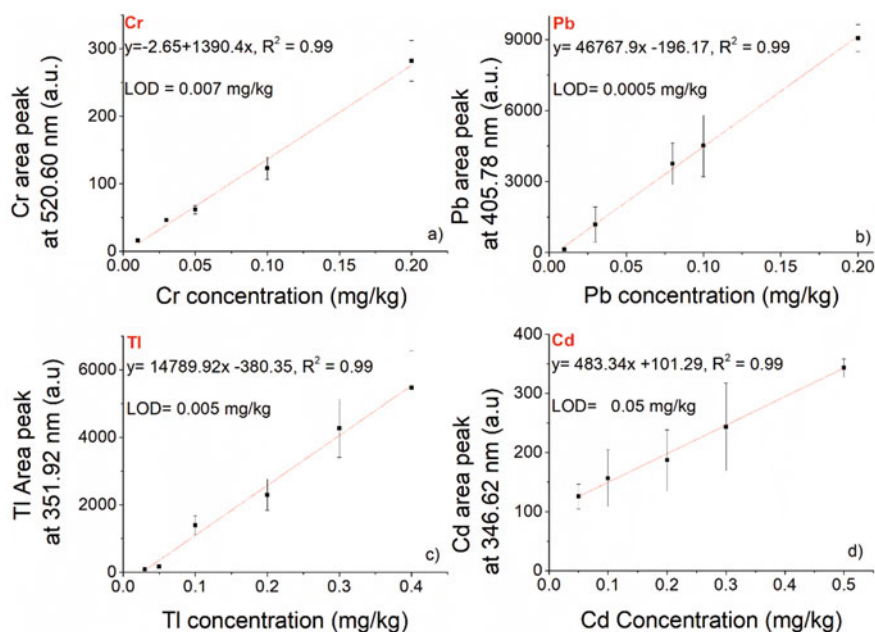 Cr
y=-2.65+1390.4x, R² = 0.99
LOD = 0.007 mg/kg
300
200
100
0
0.00 0.05 0.10 0.15 0.20
Cr area peak
at 520.60 nm (a.u.)
Cr concentration (mg/kg)
a)
Pb
y= 46767.9x -196.17, R² = 0.99
LOD= 0.0005 mg/kg
9000
6000
3000
0
0.00 0.05 0.10 0.15 0.20
Pb area peak
at 405.78 nm (a.u.)
Pb concentration (mg/kg)
b)
Tl
y= 14789.92x -380.35, R² = 0.99
LOD= 0.005 mg/kg
6000
4000
2000
0
0.0 0.1 0.2 0.3 0.4
Tl Area peak
at 351.92 nm (a.u)
Tl concentration (mg/kg)
c)
Cd
y= 483.34x +101.29, R² = 0.99
LOD= 0.05 mg/kg
400
300
200
100
0
0.0 0.1 0.2 0.3 0.4 0.5
Cd area peak
at 346.62 nm (a.u)
Cd Concentration (mg/kg)
d)